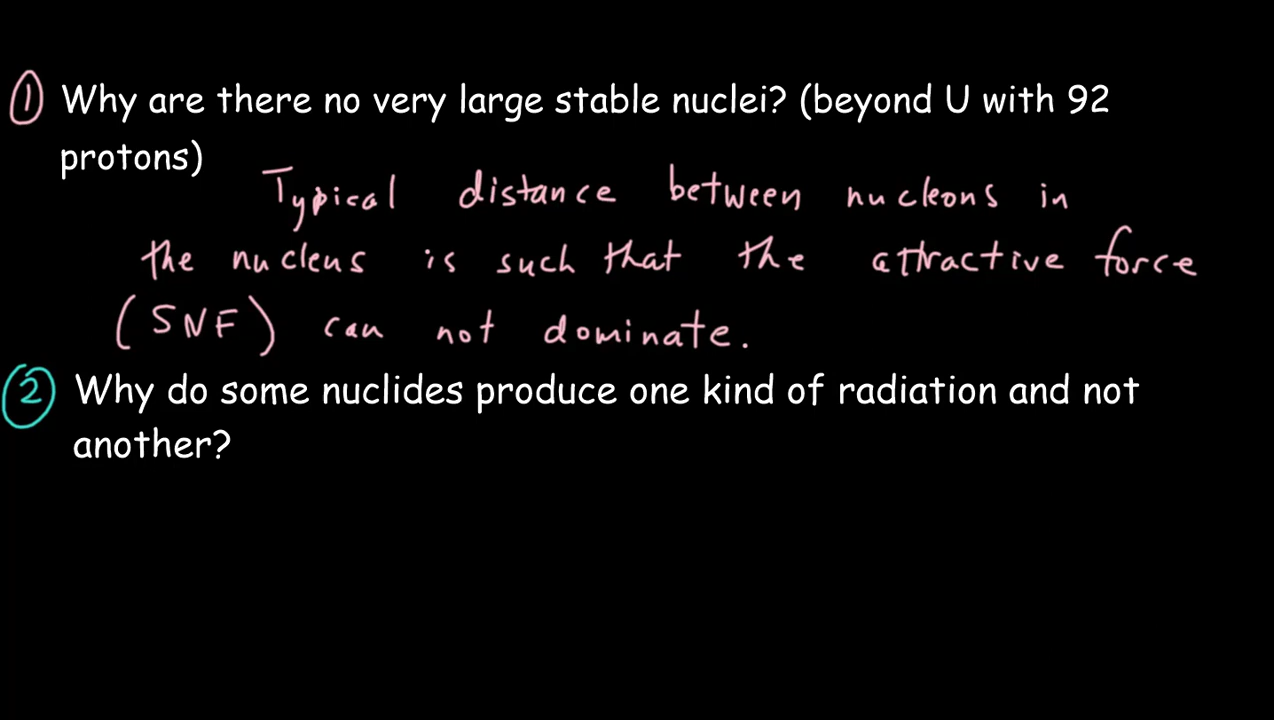 ① Why are there no very large stable nuclei? (beyond U with 92
protons)
Typical distance between nucleons in
the nucleus is such that the attractive force
(SNF) can not dominate.
② Why do some nuclides produce one kind of radiation and not
another?